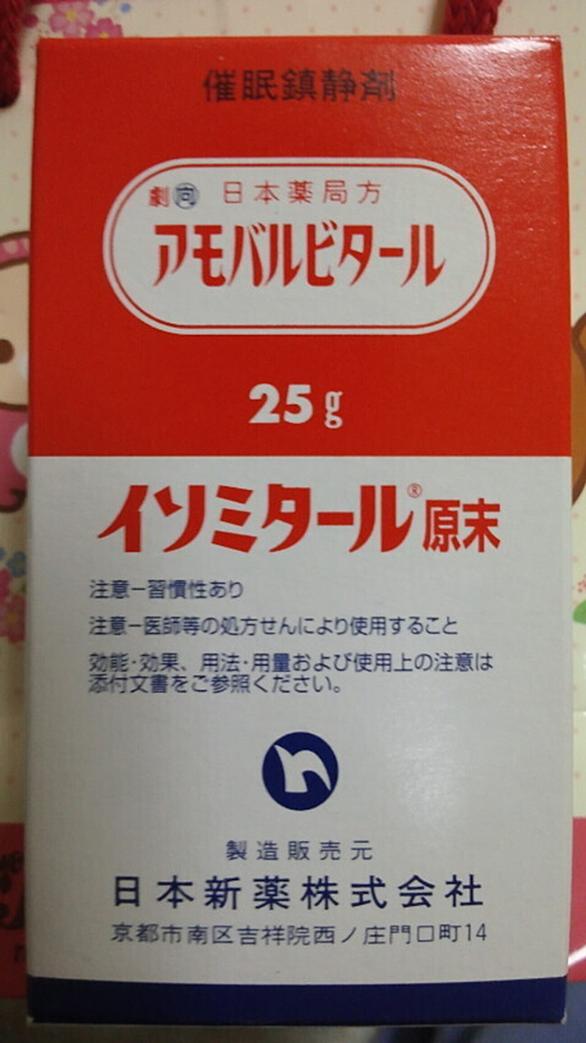 催眠鎮静剤
劇 向 日本薬局方
アモバルビタール
25g
イソミタール®原末
注意－習慣性あり
注意－医師等の処方せんにより使用すること
効能・効果、用法・用量および使用上の注意は
添付文書をご参照ください。
n
製造販売元
日本新薬株式会社
京都市南区吉祥院西ノ庄門口町14